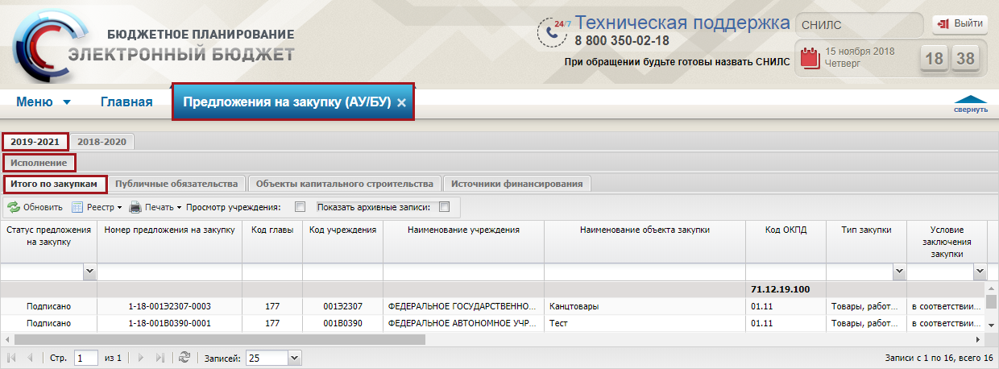 БЮДЖЕТНОЕ ПЛАНИРОВАНИЕ
ЭЛЕКТРОННЫЙ БЮДЖЕТ
24/7 Техническая поддержка
8 800 350-02-18
При обращении будьте готовы назвать СНИЛС
СНИЛС
Выйти
15 ноября 2018
Четверг
18 38
Меню Главная Предложения на закупку (АУ/БУ)
свернуть
2019-2021 2018-2020
Исполнение
Итого по закупкам Публичные обязательства Объекты капитального строительства Источники финансирования
Обновить Реестр Печать Просмотр учреждения: Показать архивные записи:
Статус предложения на закупку Номер предложения на закупку Код главы Код учреждения Наименование учреждения Наименование объекта закупки Код ОКПД Тип закупки Условие заключения закупки
71.12.19.100
Подписано 1-18-001Э2307-0003 177 001Э2307 ФЕДЕРАЛЬНОЕ ГОСУДАРСТВЕННО... Канцтовары 01.11 Товары, работ... в соответствии...
Подписано 1-18-001В0390-0001 177 001В0390 ФЕДЕРАЛЬНОЕ АВТОНОМНОЕ УЧР... Тест 01.11 Товары, работ... в соответствии...
Стр. 1 из 1 Записей: 25 Записи с 1 по 16, всего 16